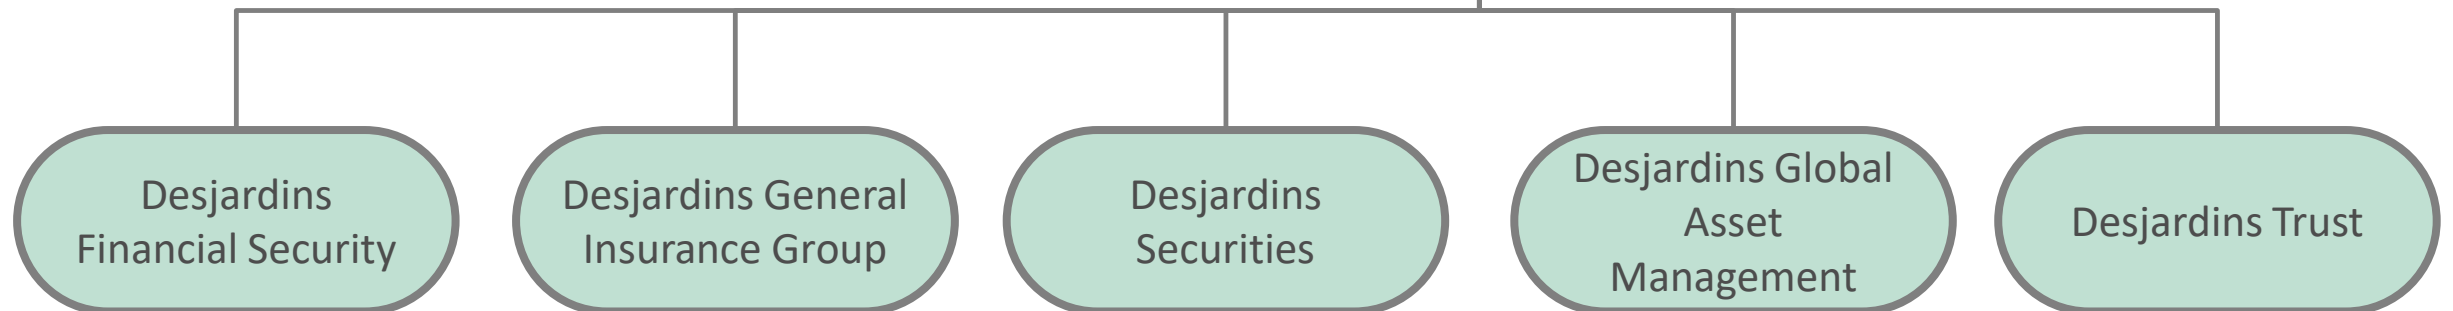 Desjardins
Financial Security
Desjardins General
Insurance Group
Desjardins
Securities
Desjardins Global
Asset
Management
Desjardins Trust